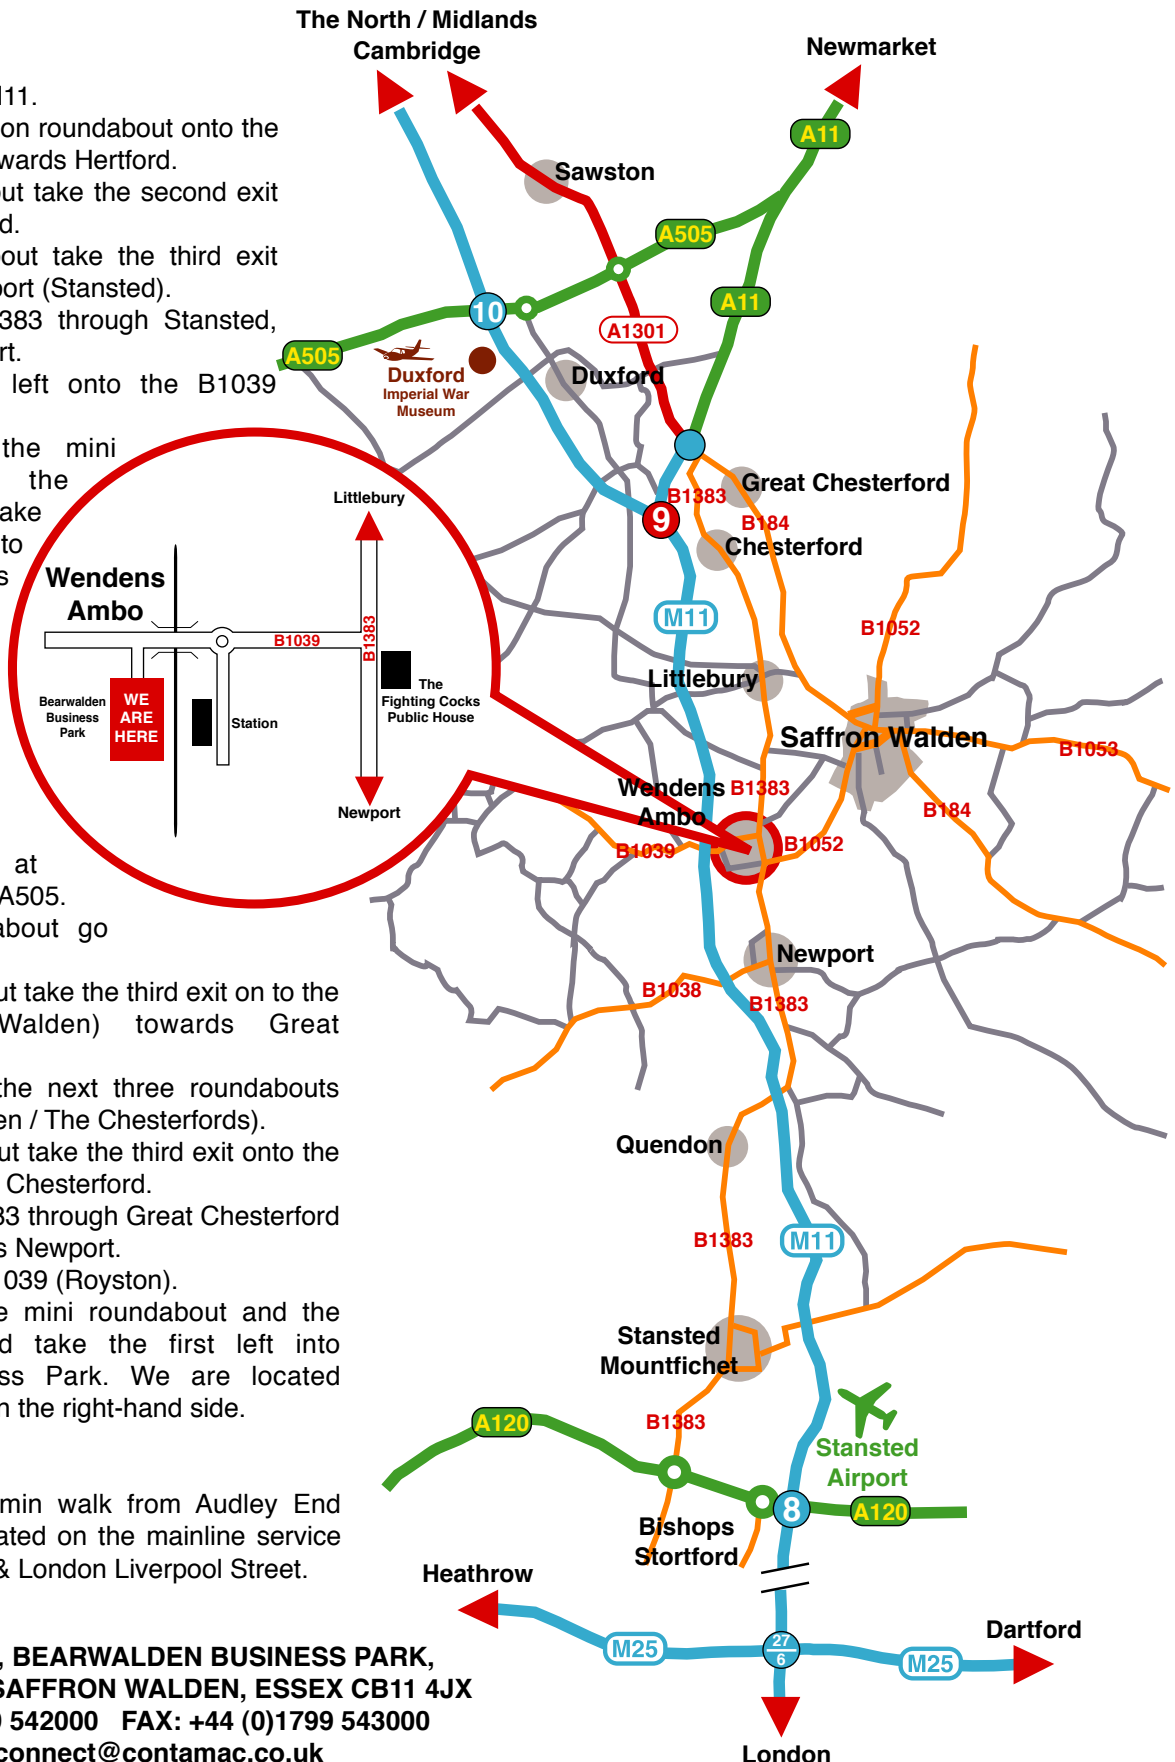 The North / Midlands
Cambridge
Newmarket
A11
Sawston
A505
A11
10
A1301
A505
Duxford
Imperial War
Museum
Duxford
B1383
Great Chesterford
9
B184
Chesterford
M11
B1052
Littlebury
Saffron Walden
B1053
Wendens
Ambo
B1383
B184
B1039
B1052
Newport
B1038
B1383
Quendon
B1383
M11
Stansted
Mountfichet
B1383
A120
Stansted
Airport
8
A120
Bishops
Stortford
Heathrow
M25
27
6
M25
Dartford
London
Littlebury
Wendens
Ambo
B1039
B1383
Bearwalden
Business
Park
WE
ARE
HERE
Station
The
Fighting Cocks
Public House
Newport
11.
on roundabout onto the
wards Hertford.
out take the second exit
d.
bout take the third exit
port (Stansted).
383 through Stansted,
rt.
left onto the B1039
the mini
the
ake
to
s
at
A505.
about go
ut take the third exit on to the
Walden) towards Great
the next three roundabouts
en / The Chesterfords).
ut take the third exit onto the
Chesterford.
33 through Great Chesterford
s Newport.
1039 (Royston).
e mini roundabout and the
d take the first left into
ss Park. We are located
n the right-hand side.
min walk from Audley End
ated on the mainline service
& London Liverpool Street.
, BEARWALDEN BUSINESS PARK,
SAFFRON WALDEN, ESSEX CB11 4JX
9 542000 FAX: +44 (0)1799 543000
connect@contamac.co.uk